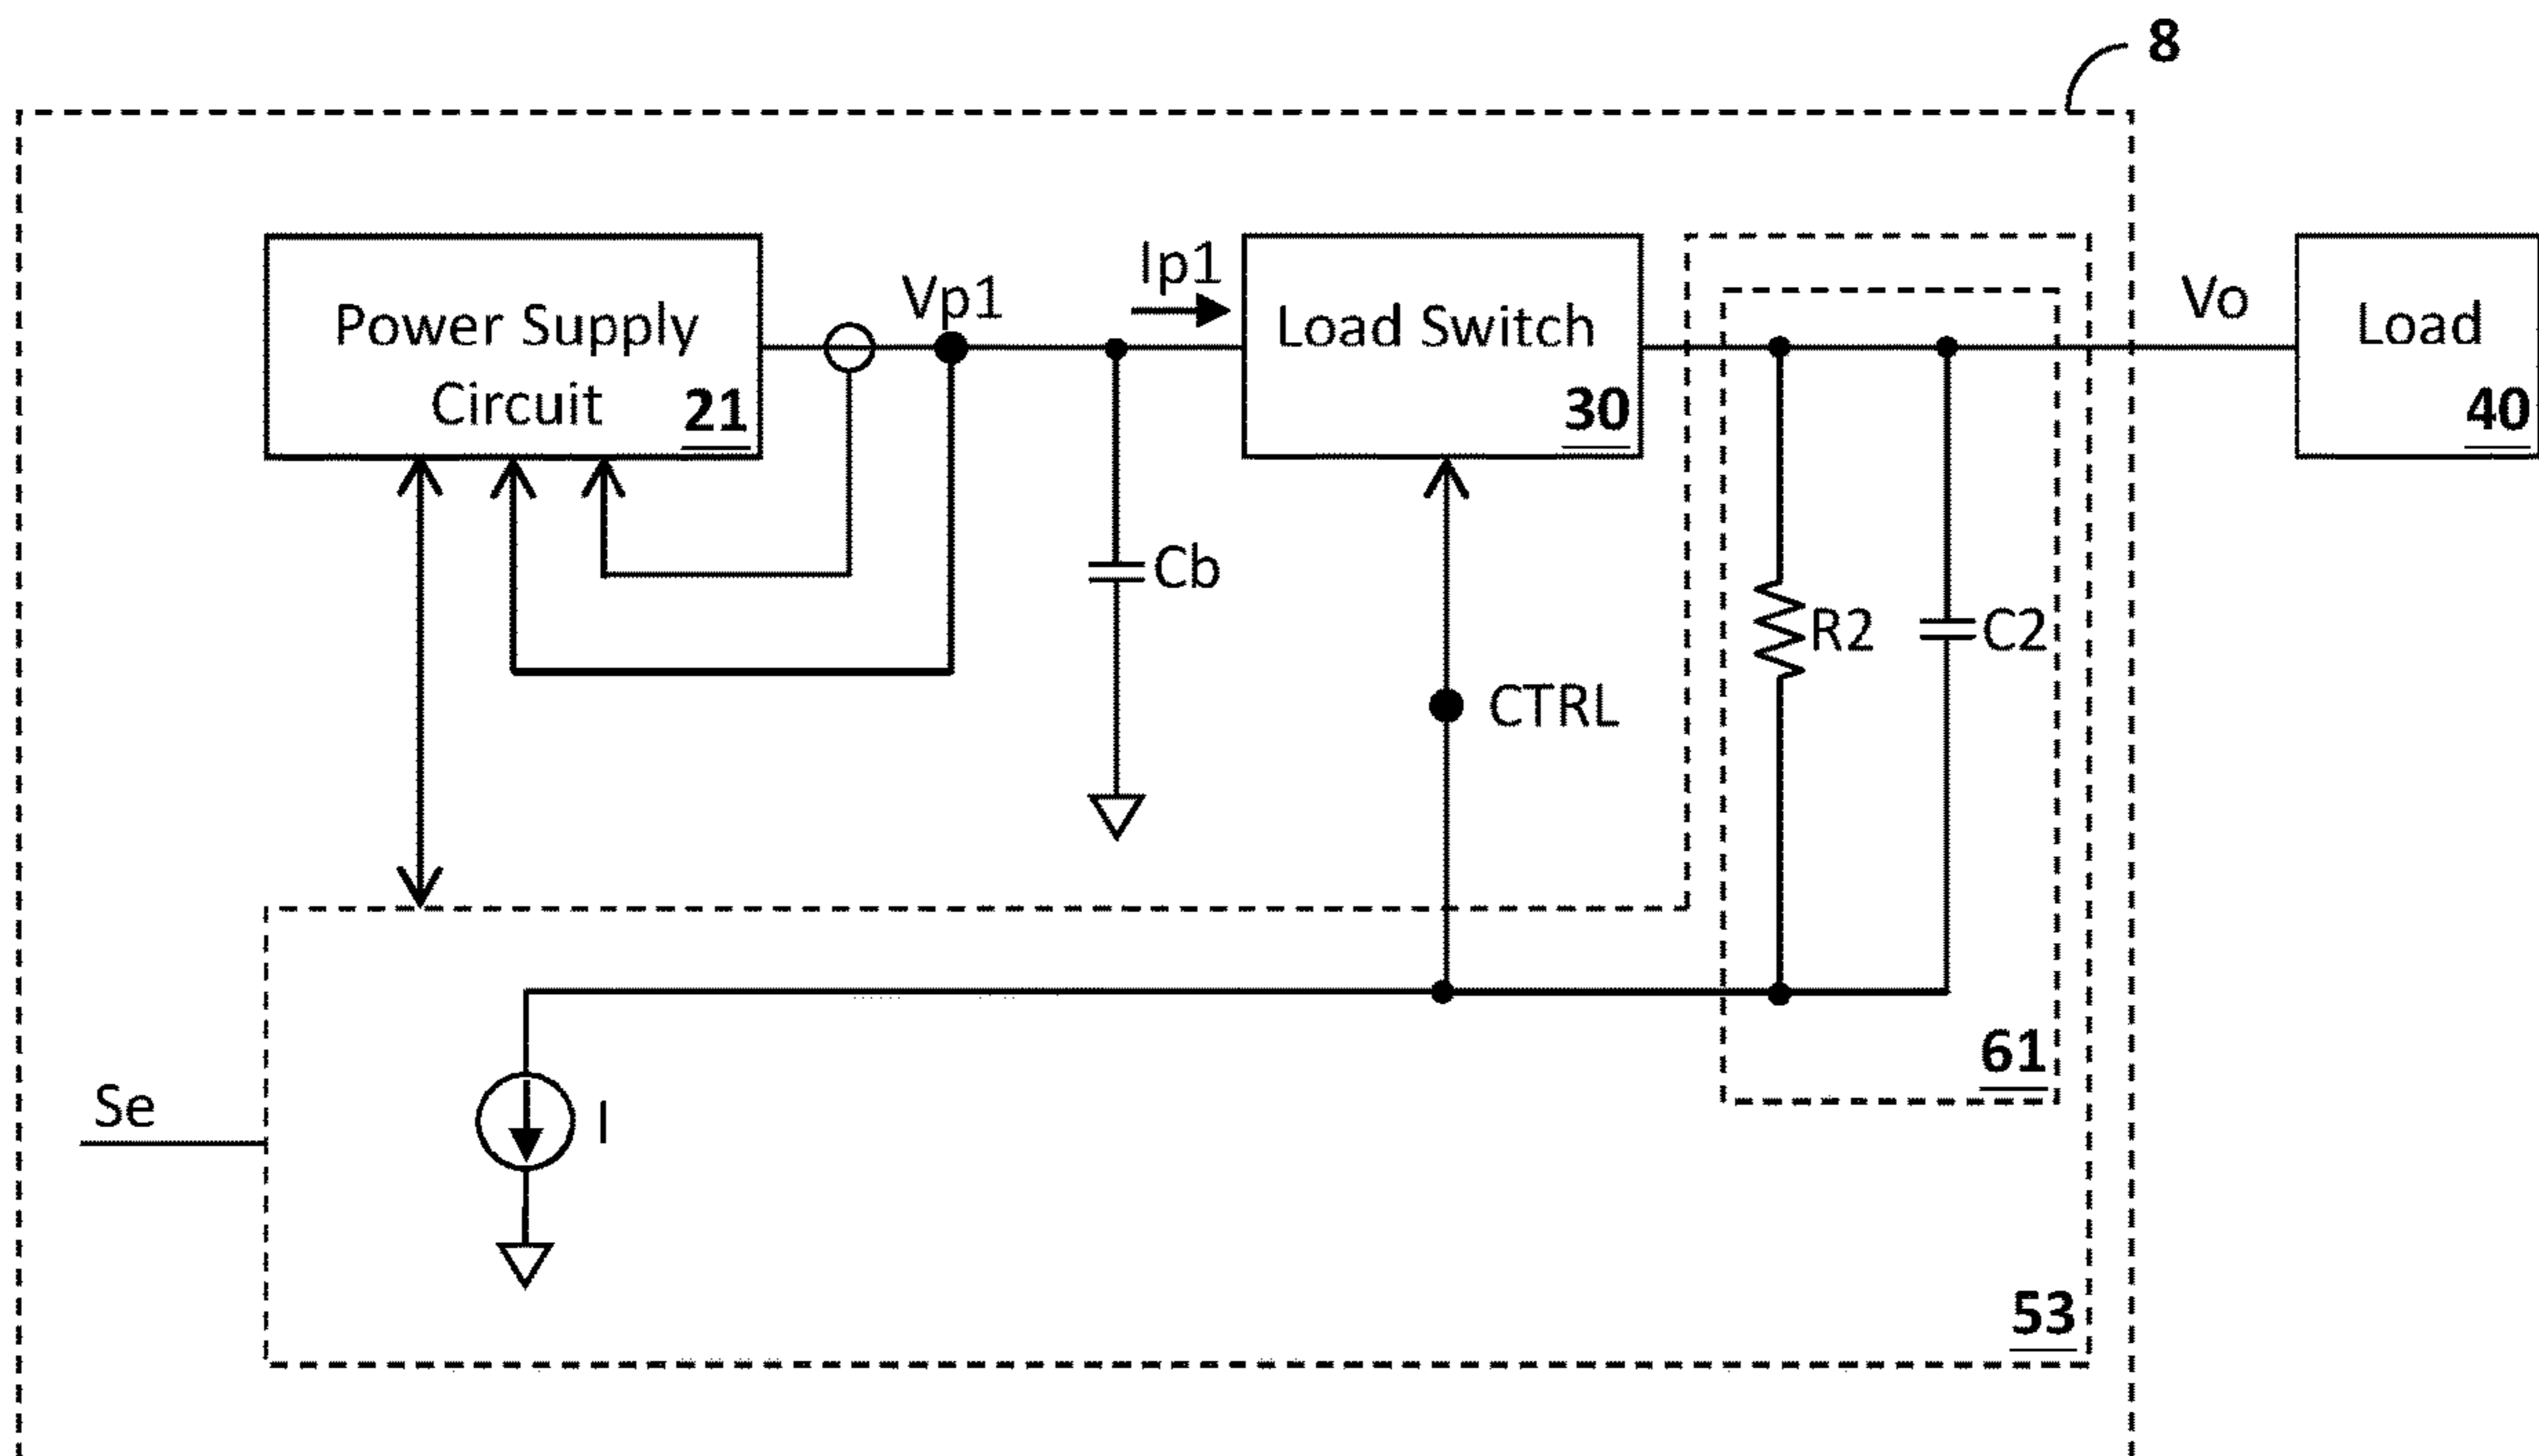 8
Power Supply
Circuit
21
Vp1
Ip1
Load Switch
30
Vo
Load
40
Cb
R2
C2
CTRL
61
Se
I
53